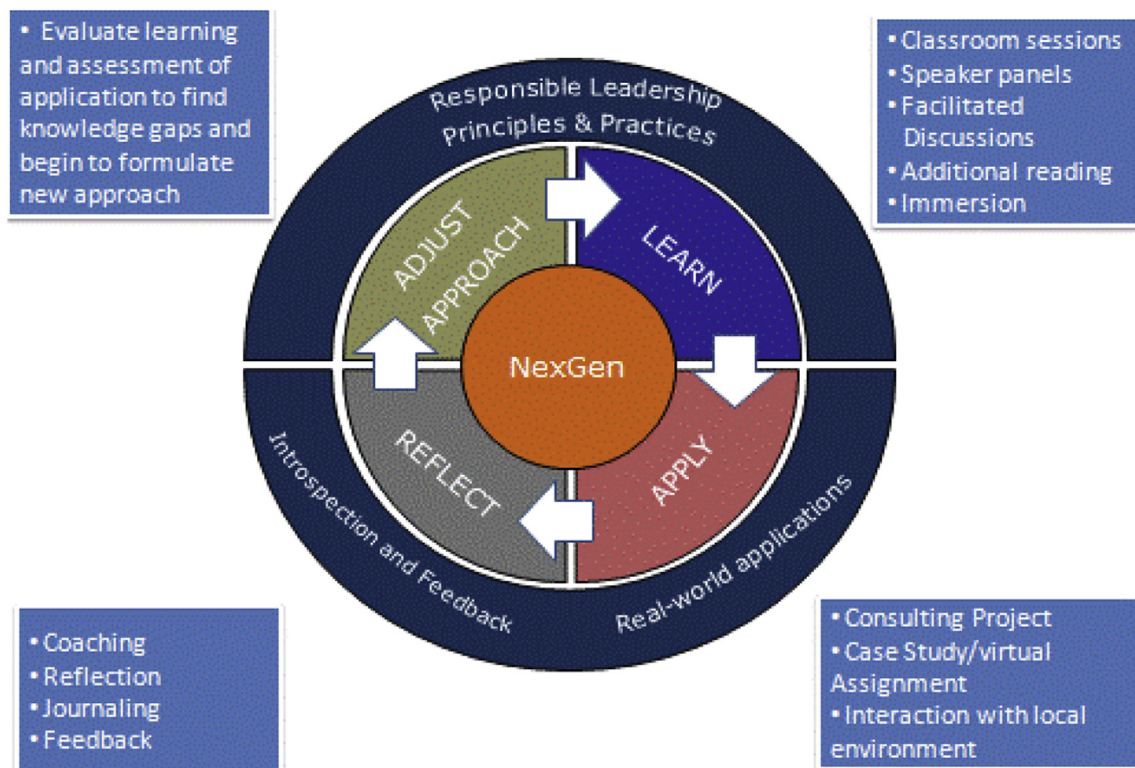 • Evaluate learning
and assessment of
application to find
knowledge gaps and
begin to formulate
new approach
• Classroom sessions
• Speaker panels
• Facilitated
Discussions
• Additional reading
• Immersion
Responsible Leadership
Principles & Practices
ADJUST
APPROACH
LEARN
NexGen
REFLECT
APPLY
Introspection and Feedback
Real-world applications
• Coaching
• Reflection
• Journaling
• Feedback
• Consulting Project
• Case Study/virtual
Assignment
• Interaction with local
environment